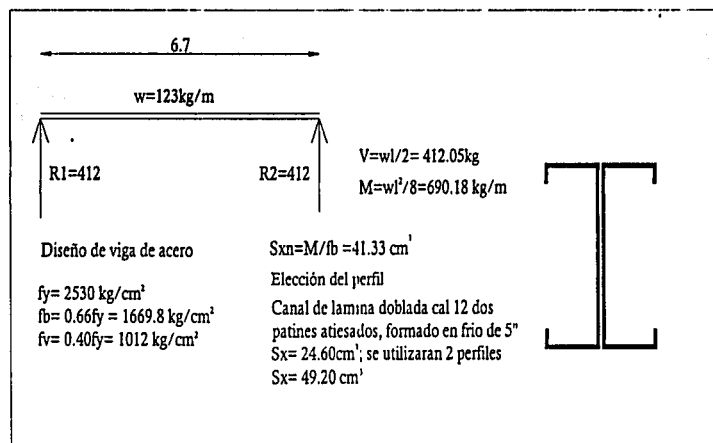 6.7
w=123kg/m
R1=412
R2=412
V=wl/2= 412.05kg
M=wl²/8=690.18 kg/m
Diseño de viga de acero
fy= 2530 kg/cm²
fb= 0.66fy = 1669.8 kg/cm²
fv= 0.40fy= 1012 kg/cm²
Sxn=M/fb =41.33 cm³
Elección del perfil
Canal de lamina doblada cal 12 dos
patines atiesados, formado en frio de 5"
Sx= 24.60cm³; se utilizaran 2 perfiles
Sx= 49.20 cm³